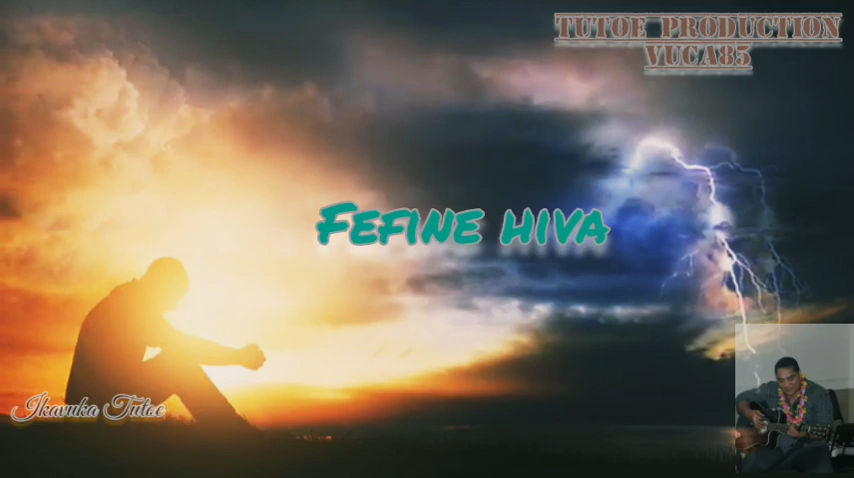 TUTOE PRODUCTION
VUCA85
FEFINE HIVA
Ikavuka Tutoe